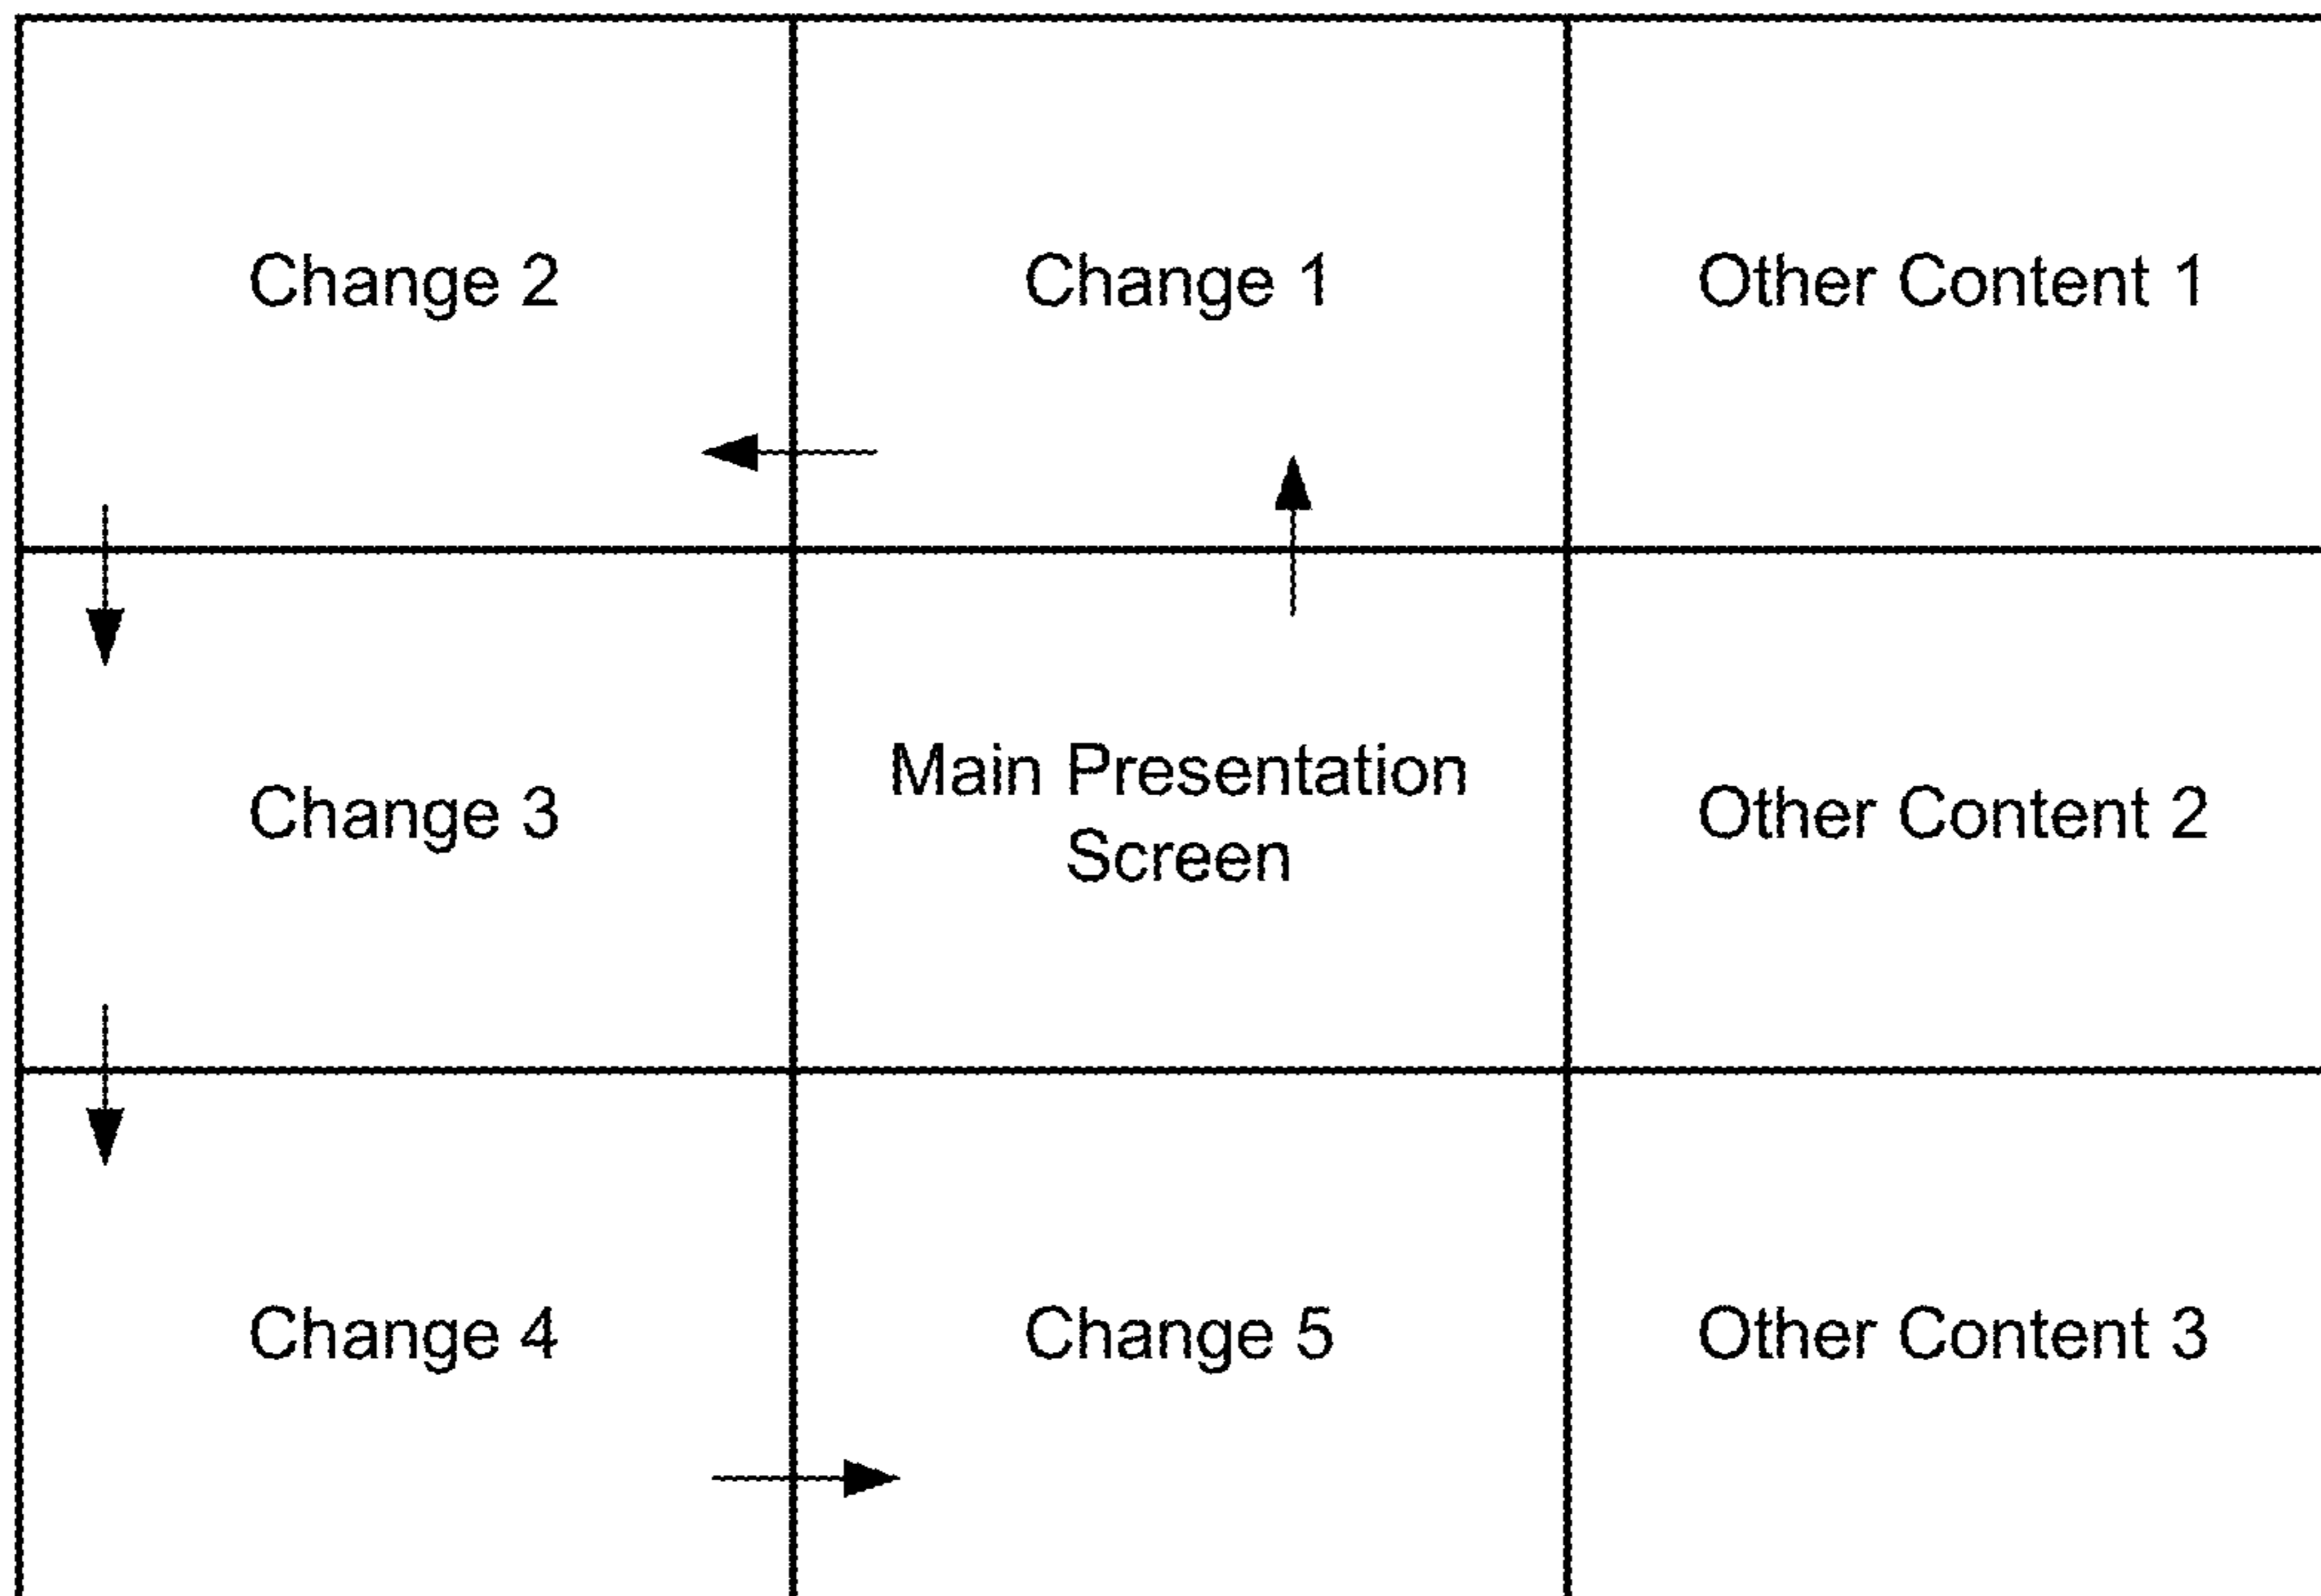 Change 2
Change 1
Other Content 1
Change 3
Main Presentation
Screen
Other Content 2
Change 4
Change 5
Other Content 3